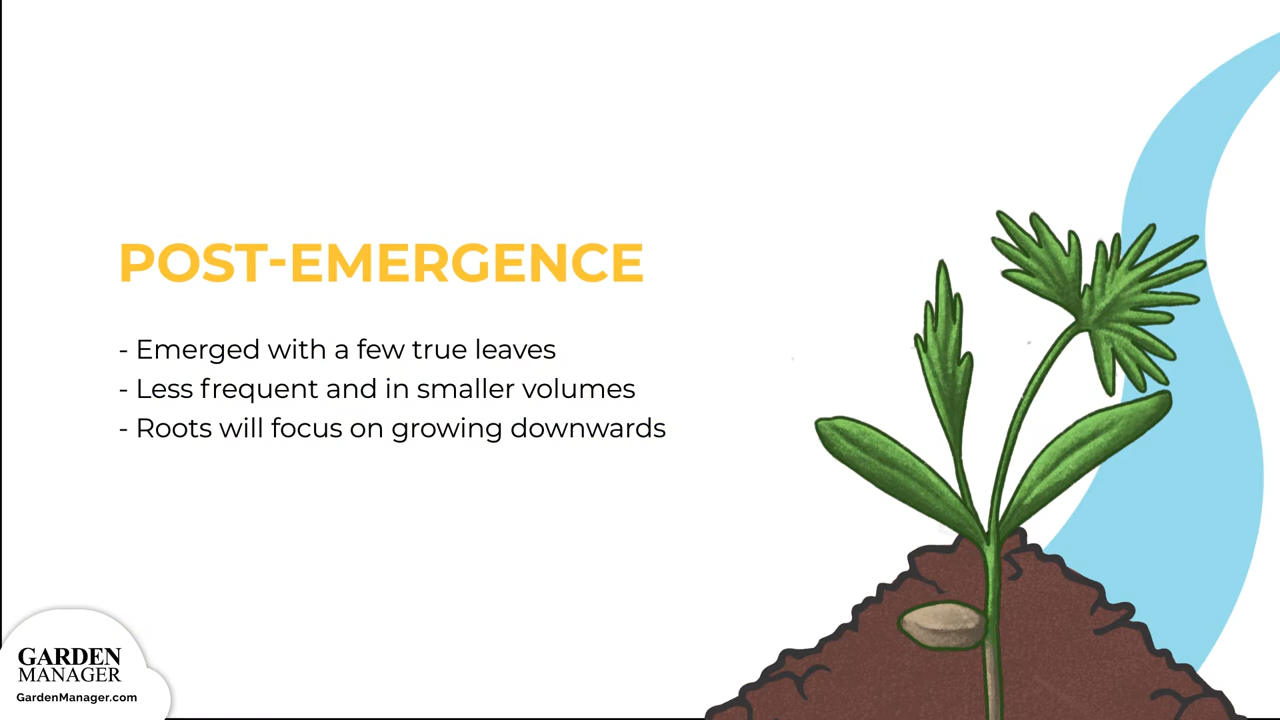 POST-EMERGENCE
- Emerged with a few true leaves
- Less frequent and in smaller volumes
- Roots will focus on growing downwards
GARDEN
MANAGER
GardenManager.com